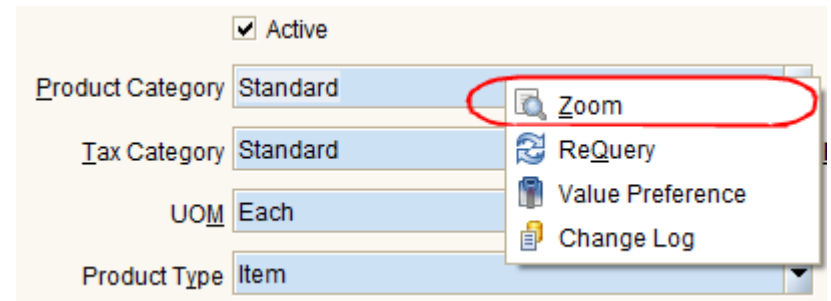 Active
Product Category Standard
Zoom
Tax Category Standard
ReQuery
Value Preference
UOM Each
Change Log
Product Type Item